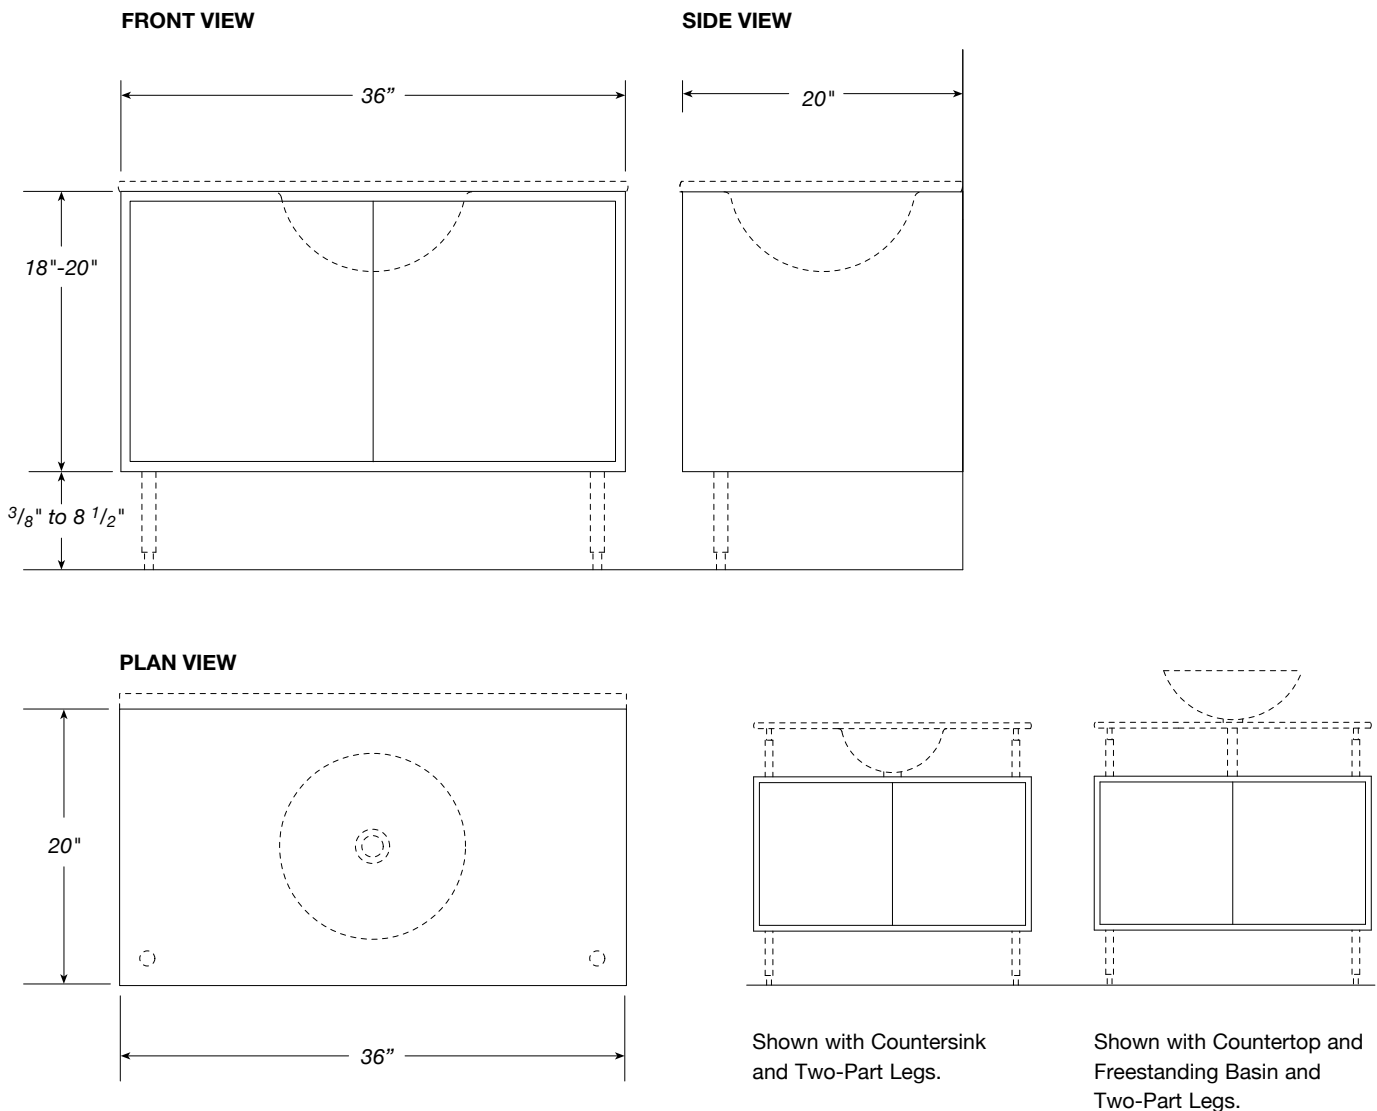 FRONT VIEW
SIDE VIEW
36”
20"
18"-20"
3/8" to 8 1/2"
PLAN VIEW
20"
36”
Shown with Countersink
and Two-Part Legs.
Shown with Countertop and
Freestanding Basin and
Two-Part Legs.